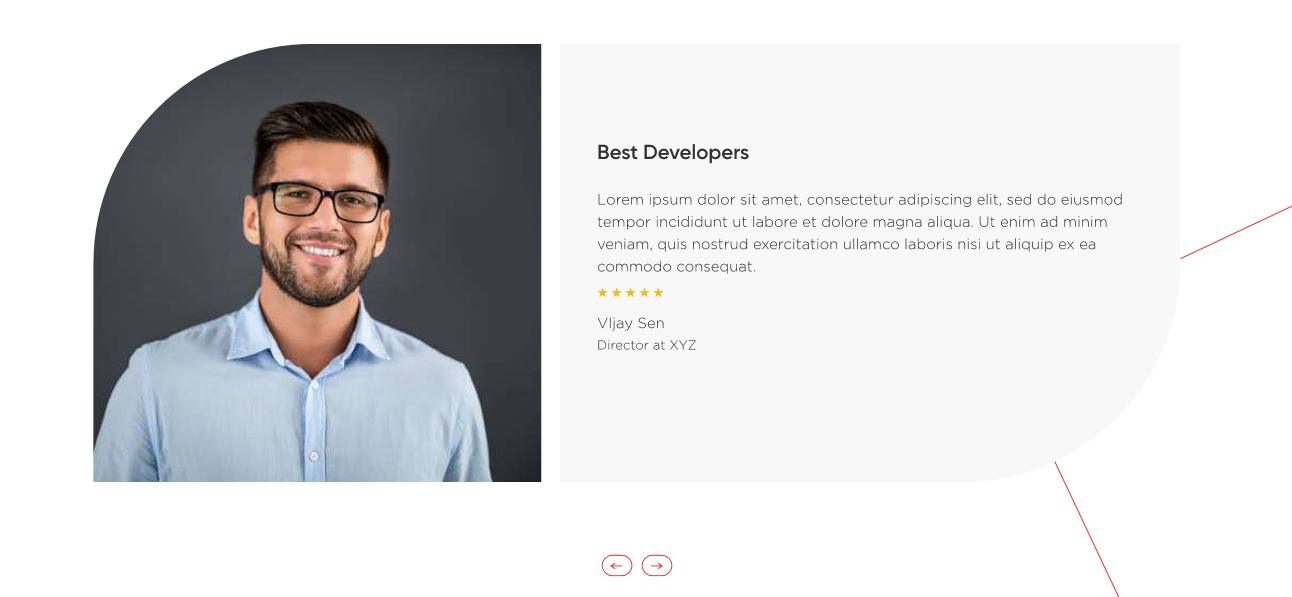 Best Developers
Lorem ipsum dolor sit amet, consectetur adipiscing elit, sed do eiusmod
tempor incididunt ut labore et dolore magna aliqua. Ut enim ad minim
veniam, quis nostrud exercitation ullamco laboris nisi ut aliquip ex ea
commodo consequat.
VIjay Sen
Director at XYZ